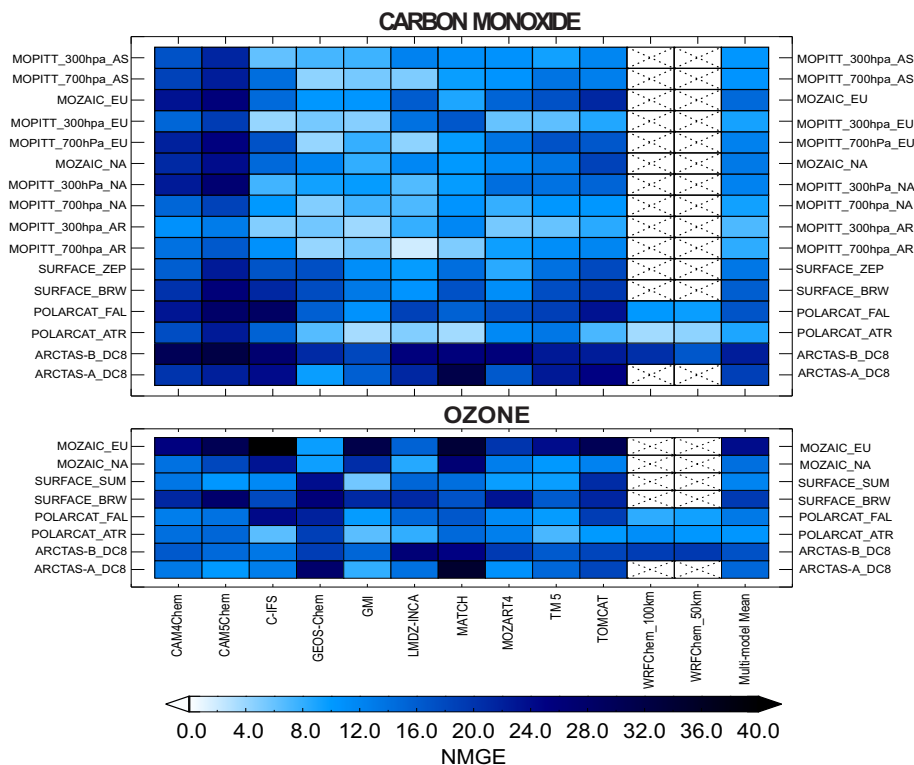 CARBON MONOXIDE
MOPITT_300hpa_AS MOPITT_300hpa_AS
MOPITT_700hpa_AS MOPITT_700hpa_AS
MOZAIC_EU MOZAIC_EU
MOPITT_300hpa_EU MOPITT_300hpa_EU
MOPITT_700hPa_EU MOPITT_700hPa_EU
MOZAIC_NA MOZAIC_NA
MOPITT_300hPa_NA MOPITT_300hPa_NA
MOPITT_700hpa_NA MOPITT_700hpa_NA
MOPITT_300hpa_AR MOPITT_300hpa_AR
MOPITT_700hpa_AR MOPITT_700hpa_AR
SURFACE_ZEP SURFACE_ZEP
SURFACE_BRW SURFACE_BRW
POLARCAT_FAL POLARCAT_FAL
POLARCAT_ATR POLARCAT_ATR
ARCTAS-B_DC8 ARCTAS-B_DC8
ARCTAS-A_DC8 ARCTAS-A_DC8
OZONE
MOZAIC_EU MOZAIC_EU
MOZAIC_NA MOZAIC_NA
SURFACE_SUM SURFACE_SUM
SURFACE_BRW SURFACE_BRW
POLARCAT_FAL POLARCAT_FAL
POLARCAT_ATR POLARCAT_ATR
ARCTAS-B_DC8 ARCTAS-B_DC8
ARCTAS-A_DC8 ARCTAS-A_DC8
CAM4Chem
CAM5Chem
C-IFS
GEOS-Chem
GMI
LMDZ-INCA
MATCH
MOZART4
TM5
TOMCAT
WRFChem_100km
WRFChem_50km
Multi-model Mean
0.0 4.0 8.0 12.0 16.0 20.0 24.0 28.0 32.0 36.0 40.0
NMGE